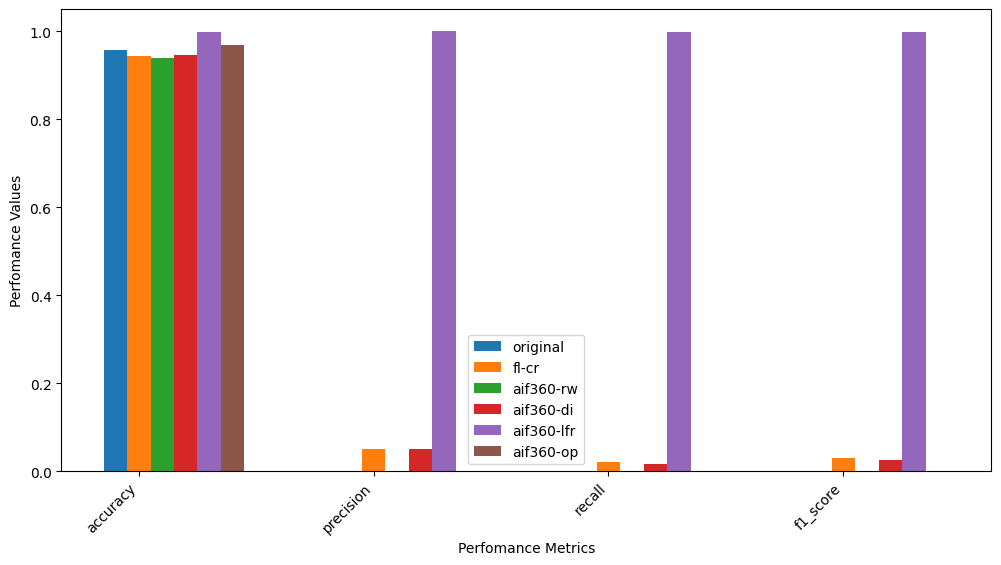 1.0
0.8
0.6
0.4
0.2
0.0
Perfomance Values
original
fl-cr
aif360-rw
aif360-di
aif360-lfr
aif360-op
accuracy
precision
recall
f1_score
Perfomance Metrics